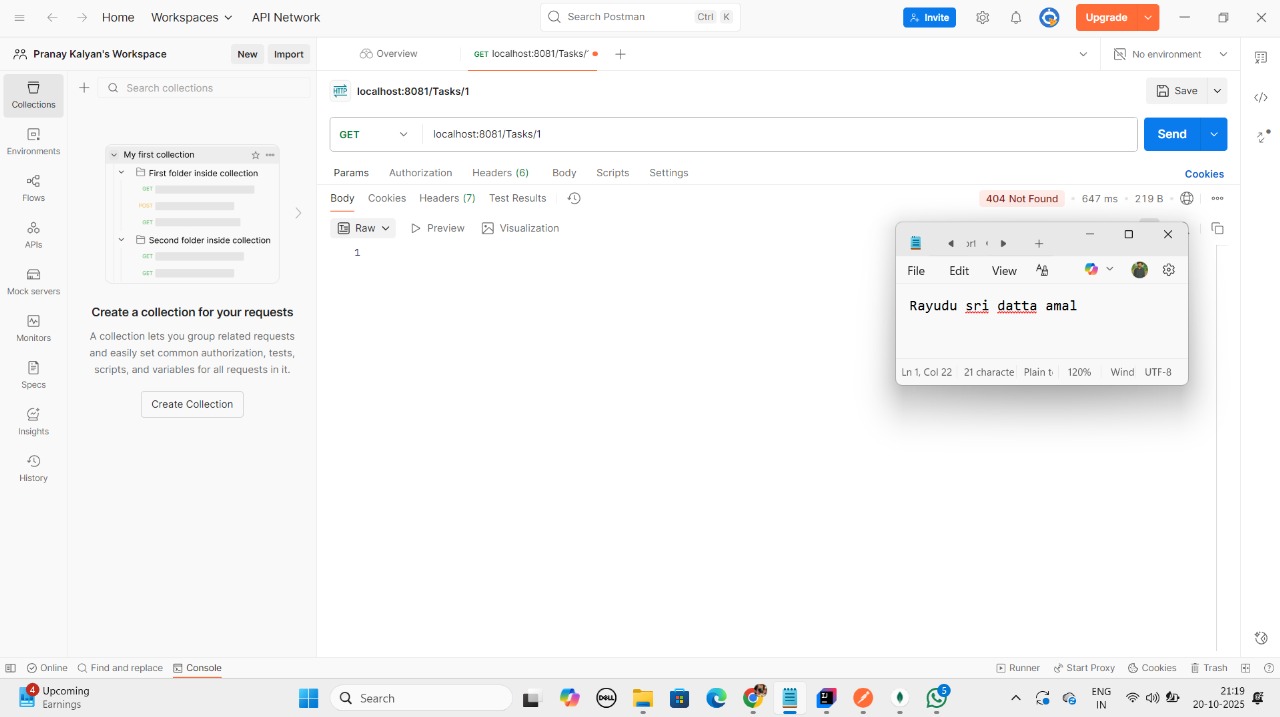 Home Workspaces API Network Search Postman Ctrl K Invite Upgrade
Pranay Kalyan's Workspace New Import Overview GET localhost:8081/Tasks/ No environment
Collections
Environments
Flows
APIs
Mock servers
Monitors
Specs
Insights
History
Search collections
My first collection
First folder inside collection
GET
POST
GET
Second folder inside collection
GET
GET
Create a collection for your requests
A collection lets you group related requests
and easily set common authorization, tests,
scripts, and variables for all requests in it.
Create Collection
HTTP localhost:8081/Tasks/1 Save
GET localhost:8081/Tasks/1 Send
Params Authorization Headers (6) Body Scripts Settings Cookies
Body Cookies Headers (7) Test Results 404 Not Found 647 ms 219 B
Raw Preview Visualization
1
File Edit View
Rayudu sri datta amal
Ln 1, Col 22 21 characte Plain t 120% Wind UTF-8
Online Find and replace Console Runner Start Proxy Cookies Trash
4 Upcoming
Earnings
Search
DELL
5
ENG
IN
21:19
20-10-2025